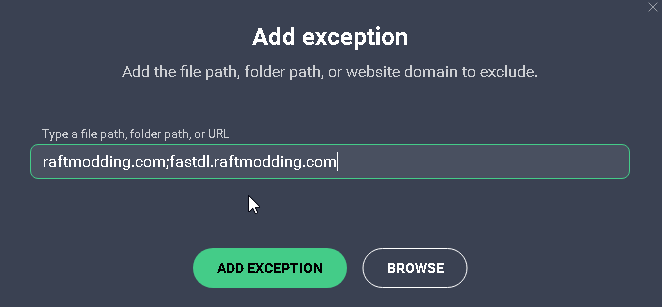 Add exception
Add the file path, folder path, or website domain to exclude.
Type a file path, folder path, or URL
raftmodding.com;fastdl.raftmodding.com
ADD EXCEPTION
BROWSE